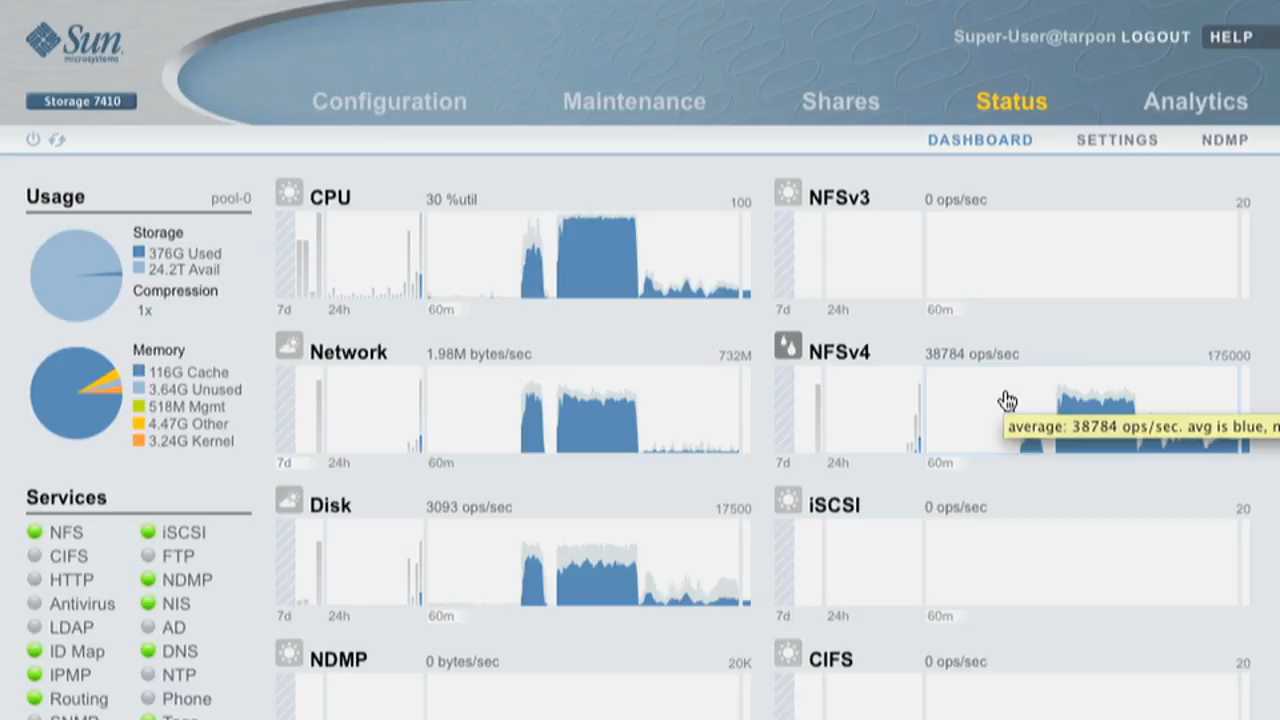 Sun
microsystems
Super-User@tarpon LOGOUT HELP
Storage 7410
Configuration Maintenance Shares Status Analytics
DASHBOARD SETTINGS NDMP
Usage pool-0
Storage
376G Used
24.2T Avail
Compression
1x
Memory
116G Cache
3.64G Unused
518M Mgmt
4.47G Other
3.24G Kernel
Services
NFS iSCSI
CIFS FTP
HTTP NDMP
Antivirus NIS
LDAP AD
ID Map DNS
IPMP NTP
Routing Phone
CPU 30 %util 100
7d 24h 60m
Network 1.98M bytes/sec 732M
7d 24h 60m
Disk 3093 ops/sec 17500
7d 24h 60m
NDMP 0 bytes/sec 20K
NFSv3 0 ops/sec 20
7d 24h 60m
NFSv4 38784 ops/sec 175000
average: 38784 ops/sec. avg is blue,
7d 24h 60m
iSCSI 0 ops/sec 20
7d 24h 60m
CIFS 0 ops/sec 20